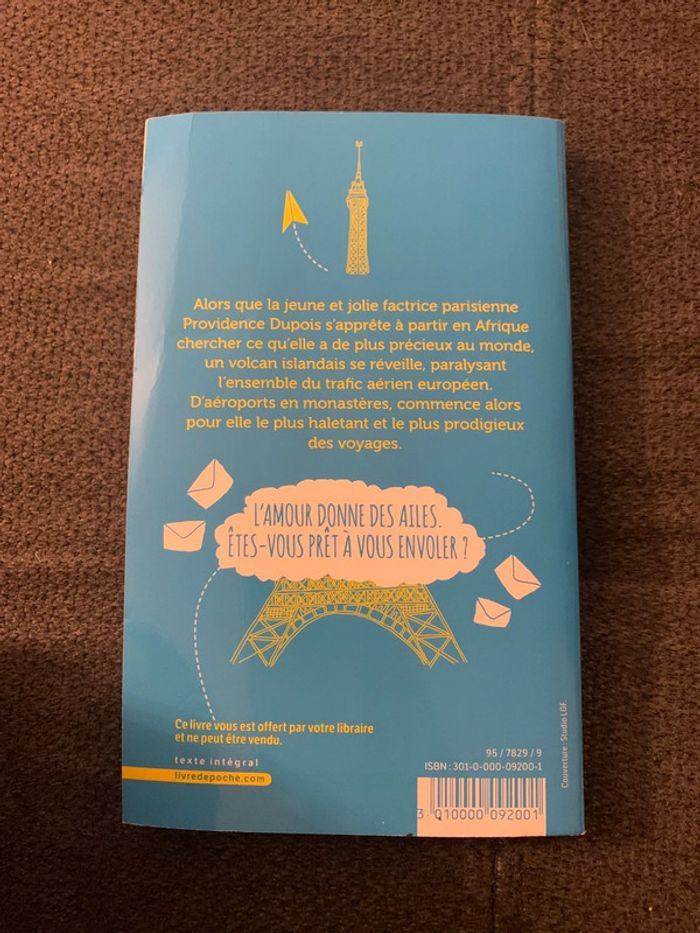 Alors que la jeune et jolie factrice parisienne
Providence Dupois s'apprête à partir en Afrique
chercher ce qu'elle a de plus précieux au monde,
un volcan islandais se réveille, paralysant
l'ensemble du trafic aérien européen.
D'aéroports en monastères, commence alors
pour elle le plus haletant et le plus prodigieux
des voyages.
L'AMOUR DONNE DES AILES.
ÊTES-VOUS PRÊT À VOUS ENVOLER ?
Ce livre vous est offert par votre libraire
et ne peut être vendu.
texte intégral
livredepoche.com
95 / 7829 / 9
ISBN : 301-0-000-09200-1
3 010000 092001
Couverture : Studio LGF.